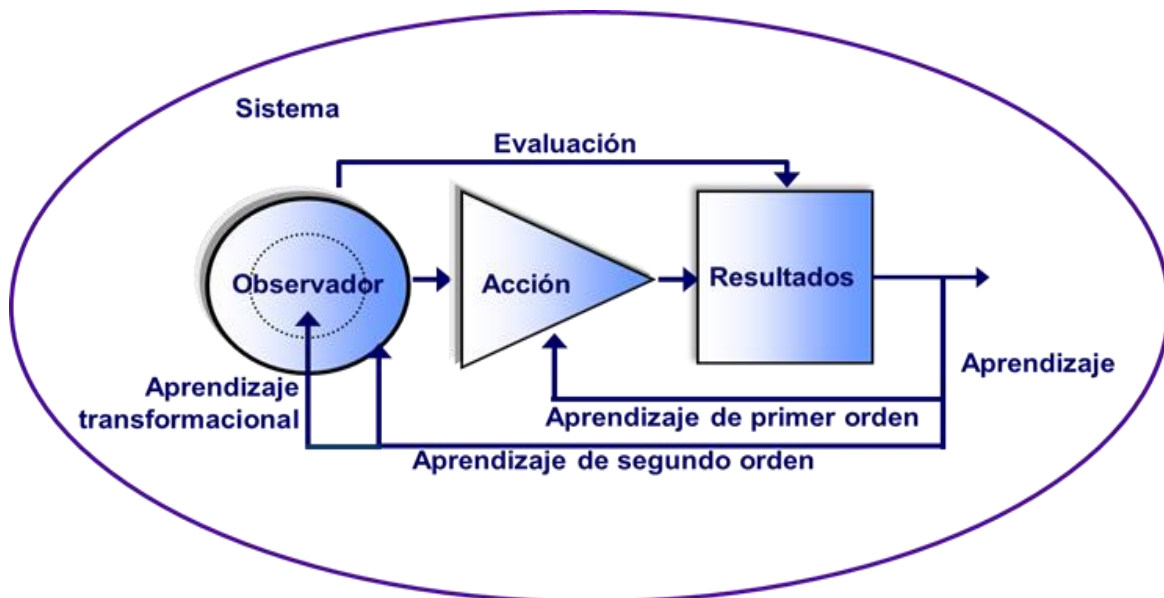 Sistema
Evaluación
Observador
Acción
Resultados
Aprendizaje
transformacional
Aprendizaje
Aprendizaje de primer orden
Aprendizaje de segundo orden